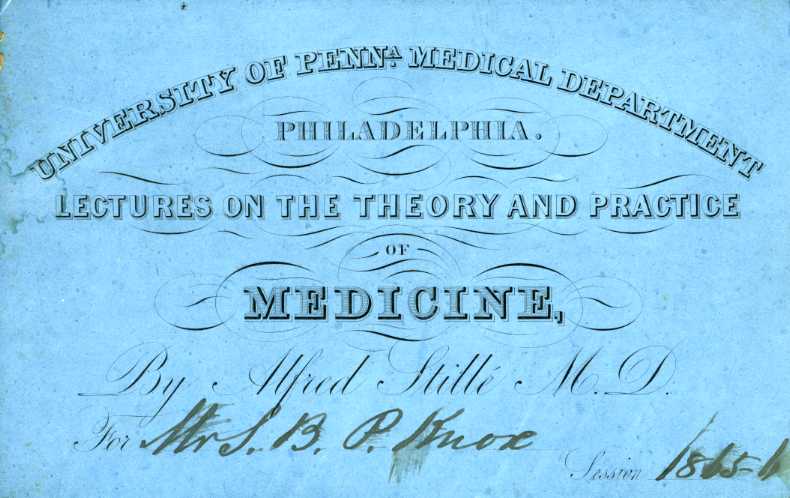 UNIVERSITY OF PENNA. MEDICAL DEPARTMENT
PHILADELPHIA.
LECTURES ON THE THEORY AND PRACTICE
OF
MEDICINE,
By Alfred Stillé M.D.
For Mr S. B. P. Knox
Session 1865-6